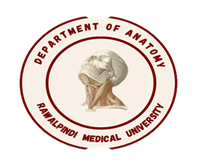 DEPARTMENT OF ANATOMY
RAWALPINDI MEDICAL UNIVERSITY